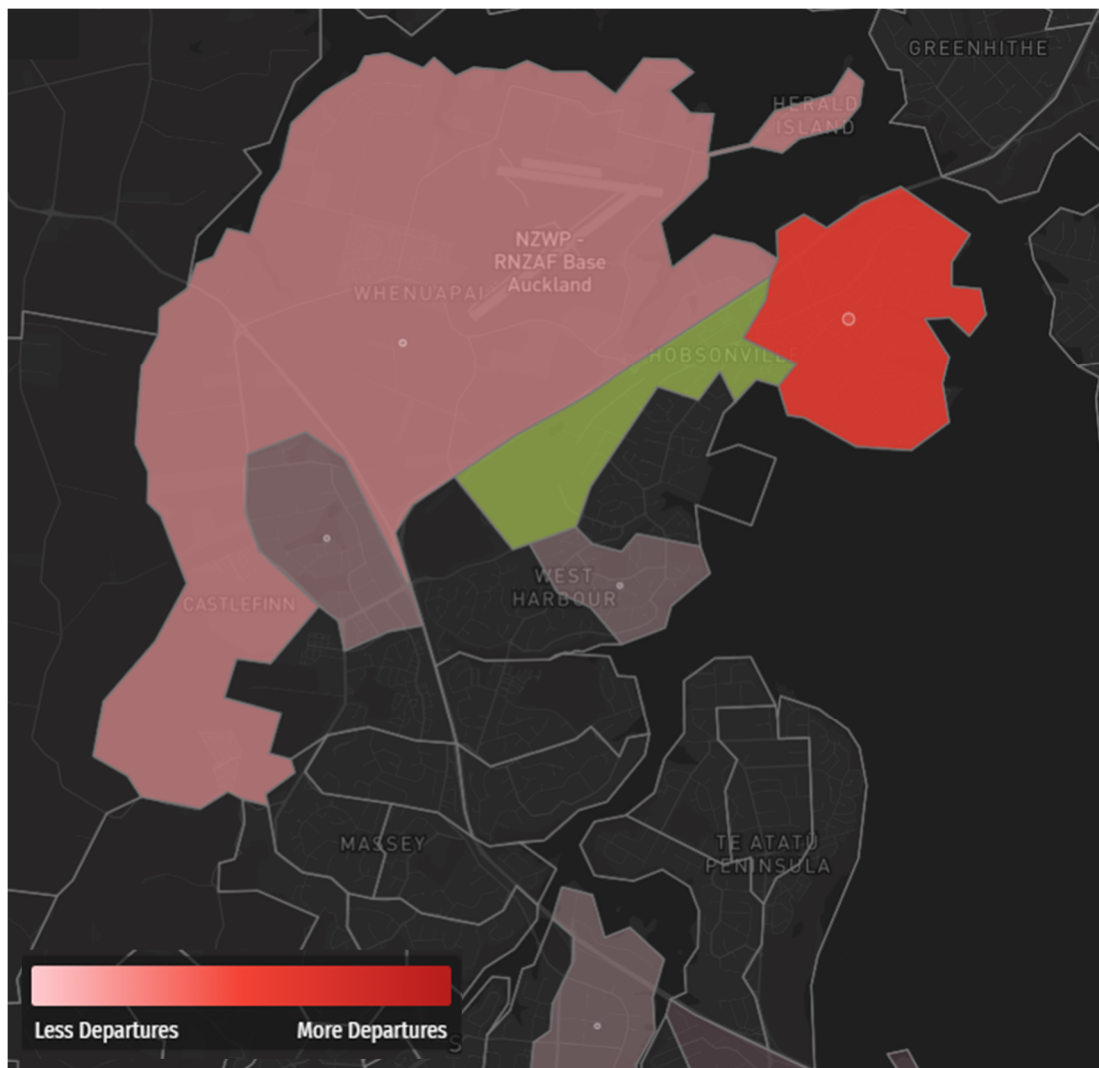 GREENHITHE
HERALD
ISLAND
NZWP -
RNZAF Base
Auckland
WHENUAPAI
HOBSONVILLE
WEST
HARBOUR
CASTLEFINN
MASSEY
TE ATATŪ
PENINSULA
Less Departures
More Departures
S